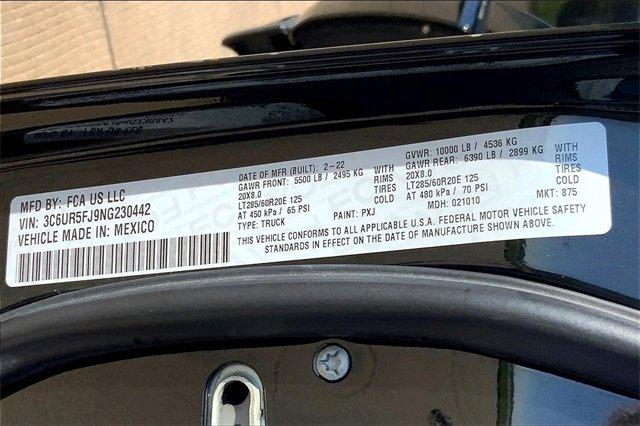 MFD BY: FCA US LLC
VIN: 3C6UR5FJ9NG230442
VEHICLE MADE IN: MEXICO
DATE OF MFR (BUILT): 2-22
GAWR FRONT: 5500 LB / 2495 KG WITH
20X8.0 RIMS
LT285/60R20E 125 TIRES
AT 450 kPa / 65 PSI COLD
TYPE: TRUCK PAINT: PXJ
GVWR: 10000 LB / 4536 KG
GAWR REAR: 6390 LB / 2899 KG WITH
20X8.0 RIMS
LT285/60R20E 125 TIRES
AT 480 kPa / 70 PSI COLD
MDH: 021010 MKT: 875
THIS VEHICLE CONFORMS TO ALL APPLICABLE U.S.A. FEDERAL MOTOR VEHICLE SAFETY
STANDARDS IN EFFECT ON THE DATE OF MANUFACTURE SHOWN ABOVE.